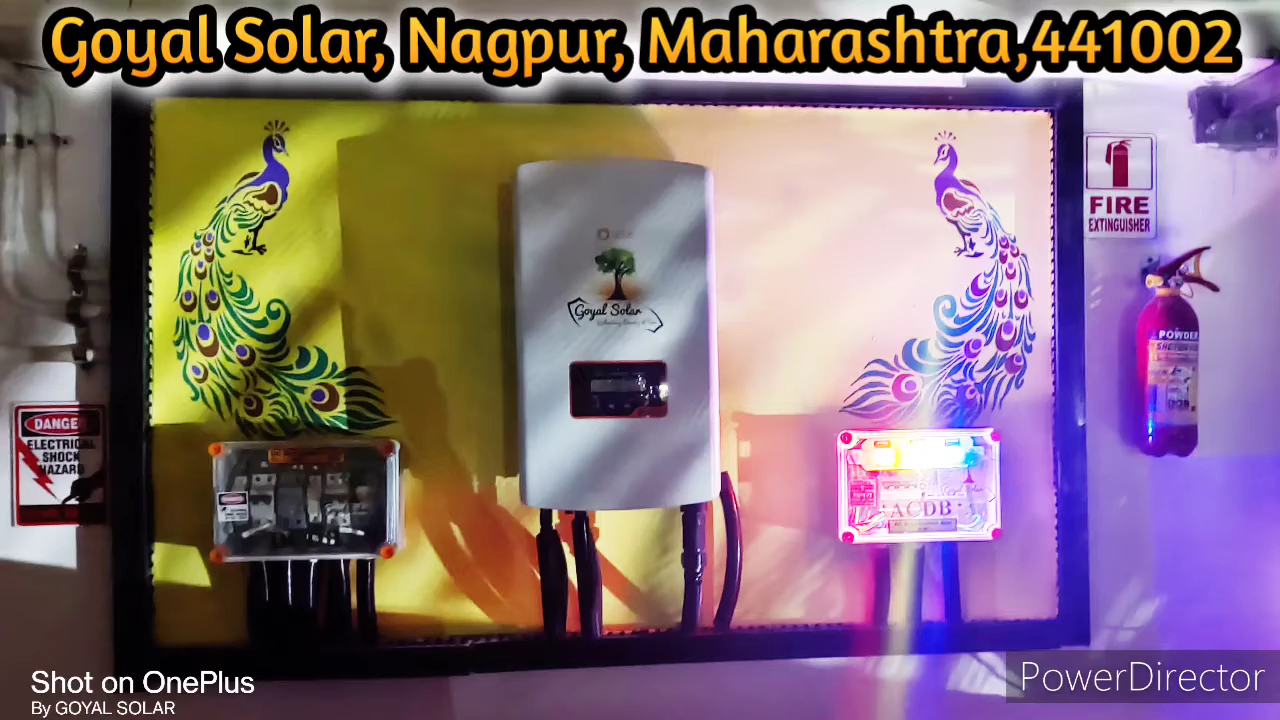 Goyal Solar, Nagpur, Maharashtra,441002
FIRE
EXTINGUISHER
Goyal Solar
POWDER
DANGER
ELECTRICAL
SHOCK
HAZARD
ACDB
Shot on OnePlus
By GOYAL SOLAR
PowerDirector